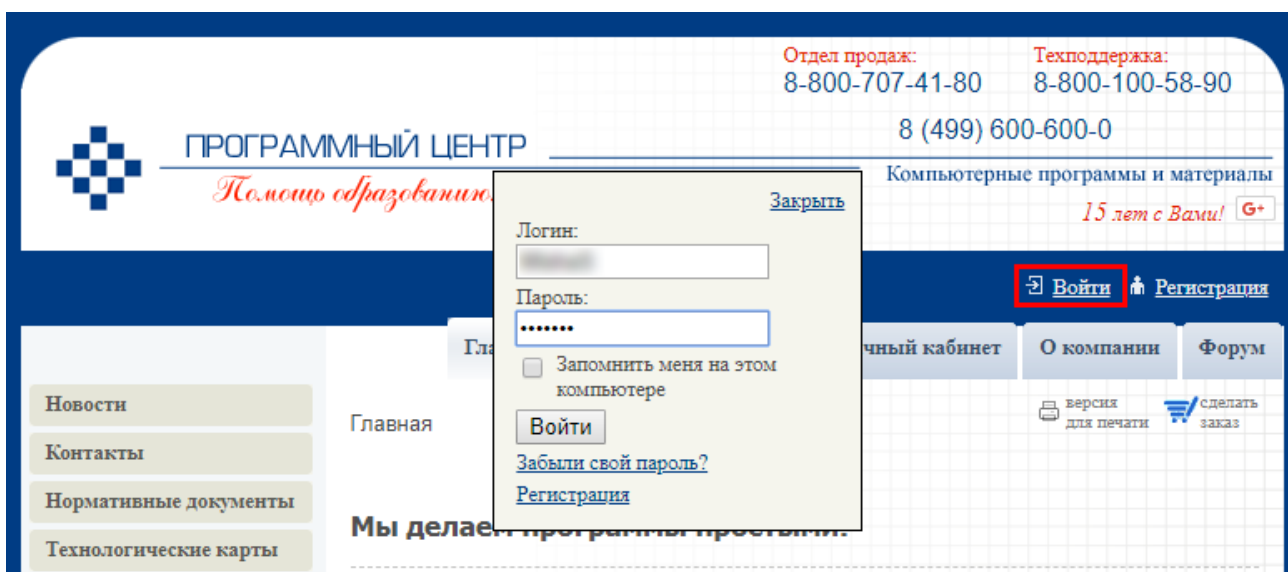 Отдел продаж:
8-800-707-41-80
Техподдержка:
8-800-100-58-90
8 (499) 600-600-0
ПРОГРАММНЫЙ ЦЕНТР
Помощь образованию
Компьютерные программы и материалы
15 лет с Вами! G+
Войти Регистрация
Закрыть
Логин:
Пароль:
•••••••
Запомнить меня на этом
компьютере
Войти
Забыли свой пароль?
Регистрация
кабинет О компании Форум
Новости
Контакты
Нормативные документы
Технологические карты
Главная
версия
для печати
сделать
заказ
Мы делаем программы простыми!